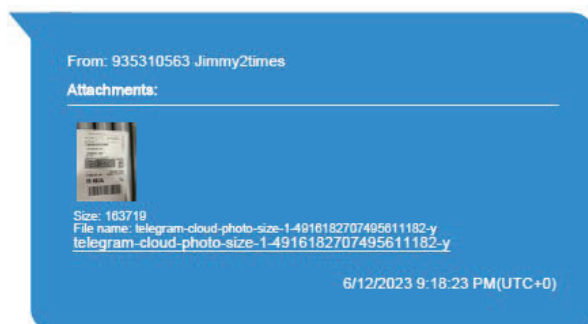 From: 935310563 Jimmy2times
Attachments:
Size: 163719
File name: telegram-cloud-photo-size-1-4916182707495611182-y
telegram-cloud-photo-size-1-4916182707495611182-y
6/12/2023 9:18:23 PM(UTC+0)